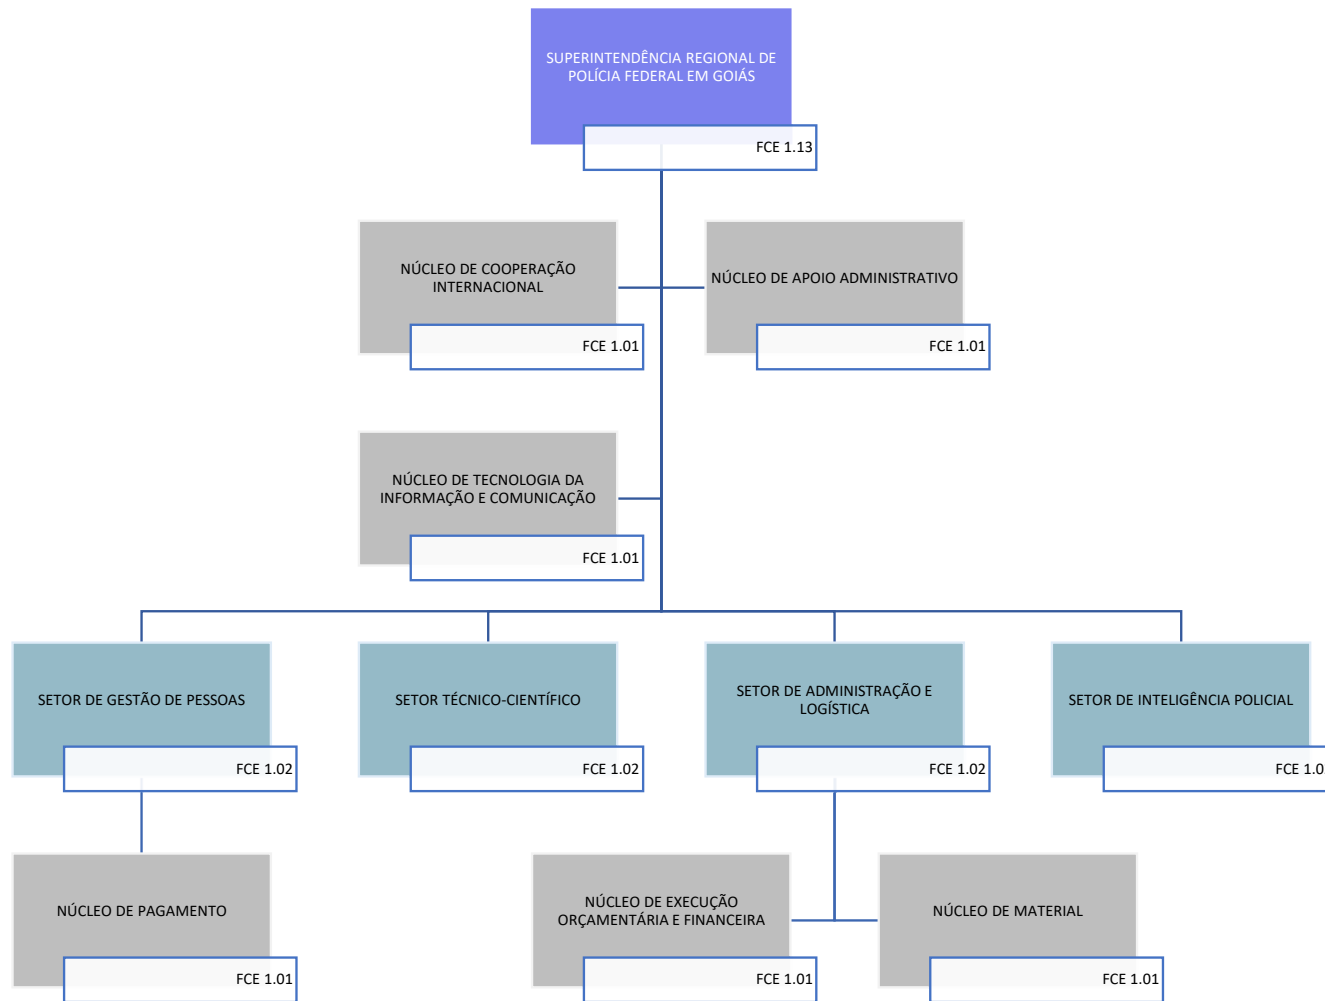 SUPERINTENDÊNCIA REGIONAL DE
POLÍCIA FEDERAL EM GOIÁS
FCE 1.13
NÚCLEO DE COOPERAÇÃO
INTERNACIONAL
FCE 1.01
NÚCLEO DE APOIO ADMINISTRATIVO
FCE 1.01
NÚCLEO DE TECNOLOGIA DA
INFORMAÇÃO E COMUNICAÇÃO
FCE 1.01
SETOR DE GESTÃO DE PESSOAS
FCE 1.02
SETOR TÉCNICO-CIENTÍFICO
FCE 1.02
SETOR DE ADMINISTRAÇÃO E
LOGÍSTICA
FCE 1.02
SETOR DE INTELIGÊNCIA POLICIAL
FCE
NÚCLEO DE PAGAMENTO
FCE 1.01
NÚCLEO DE EXECUÇÃO
ORÇAMENTÁRIA E FINANCEIRA
FCE 1.01
NÚCLEO DE MATERIAL
FCE 1.01